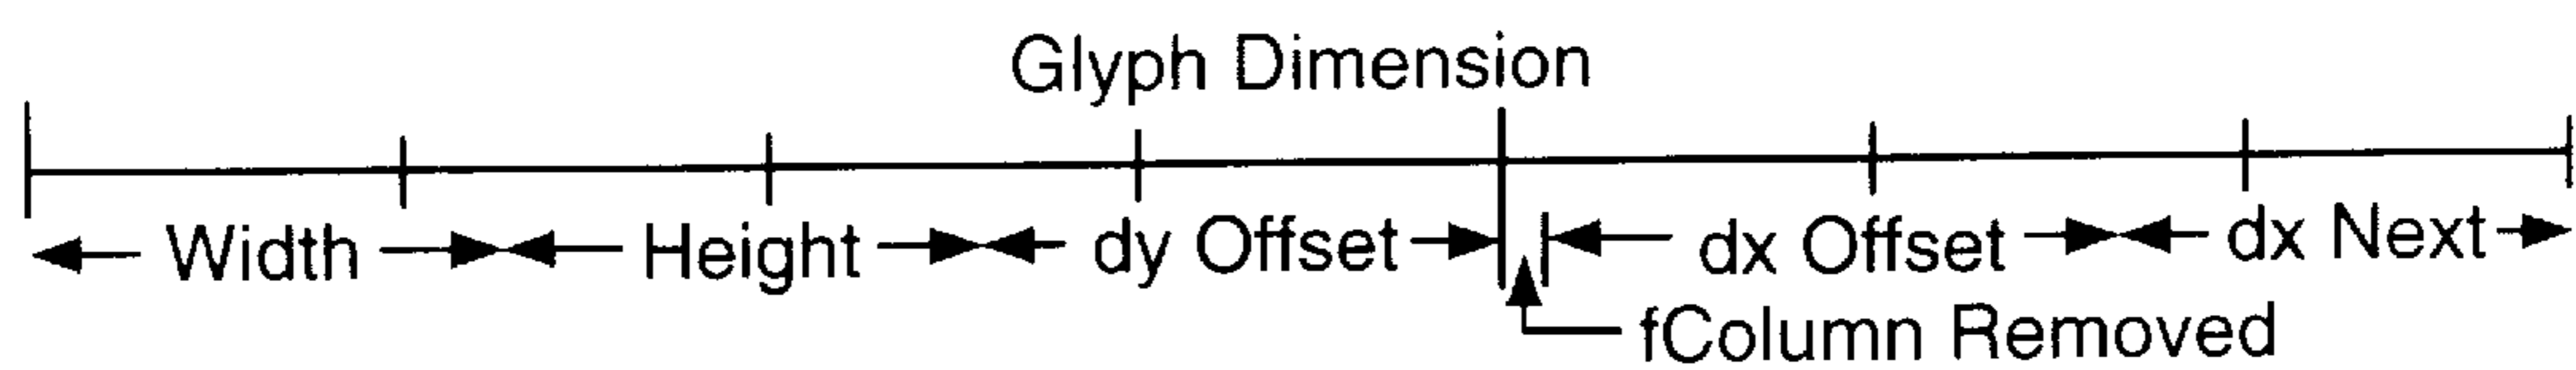 Glyph Dimension
Width Height dy Offset dx Offset dx Next
fColumn Removed